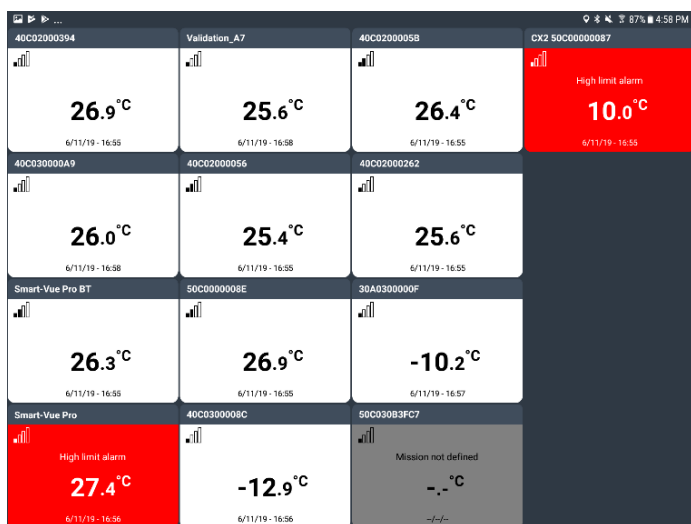 ... 87% 4:58 PM
40C02000394 Validation_A7 40C0200005B CX2 50C00000087
High limit alarm
26.9°C 25.6°C 26.4°C 10.0°C
6/11/19 - 16:55 6/11/19 - 16:58 6/11/19 - 16:55 6/11/19 - 16:55
40C030000A9 40C02000056 40C02000262
26.0°C 25.4°C 25.6°C
6/11/19 - 16:58 6/11/19 - 16:55 6/11/19 - 16:55
Smart-Vue Pro BT 50C0000008E 30A0300000F
26.3°C 26.9°C -10.2°C
6/11/19 - 16:55 6/11/19 - 16:55 6/11/19 - 16:57
Smart-Vue Pro 40C0300008C 50C030B3FC7
High limit alarm Mission not defined
27.4°C -12.9°C -.-°C
6/11/19 - 16:56 6/11/19 - 16:56 --/--/--